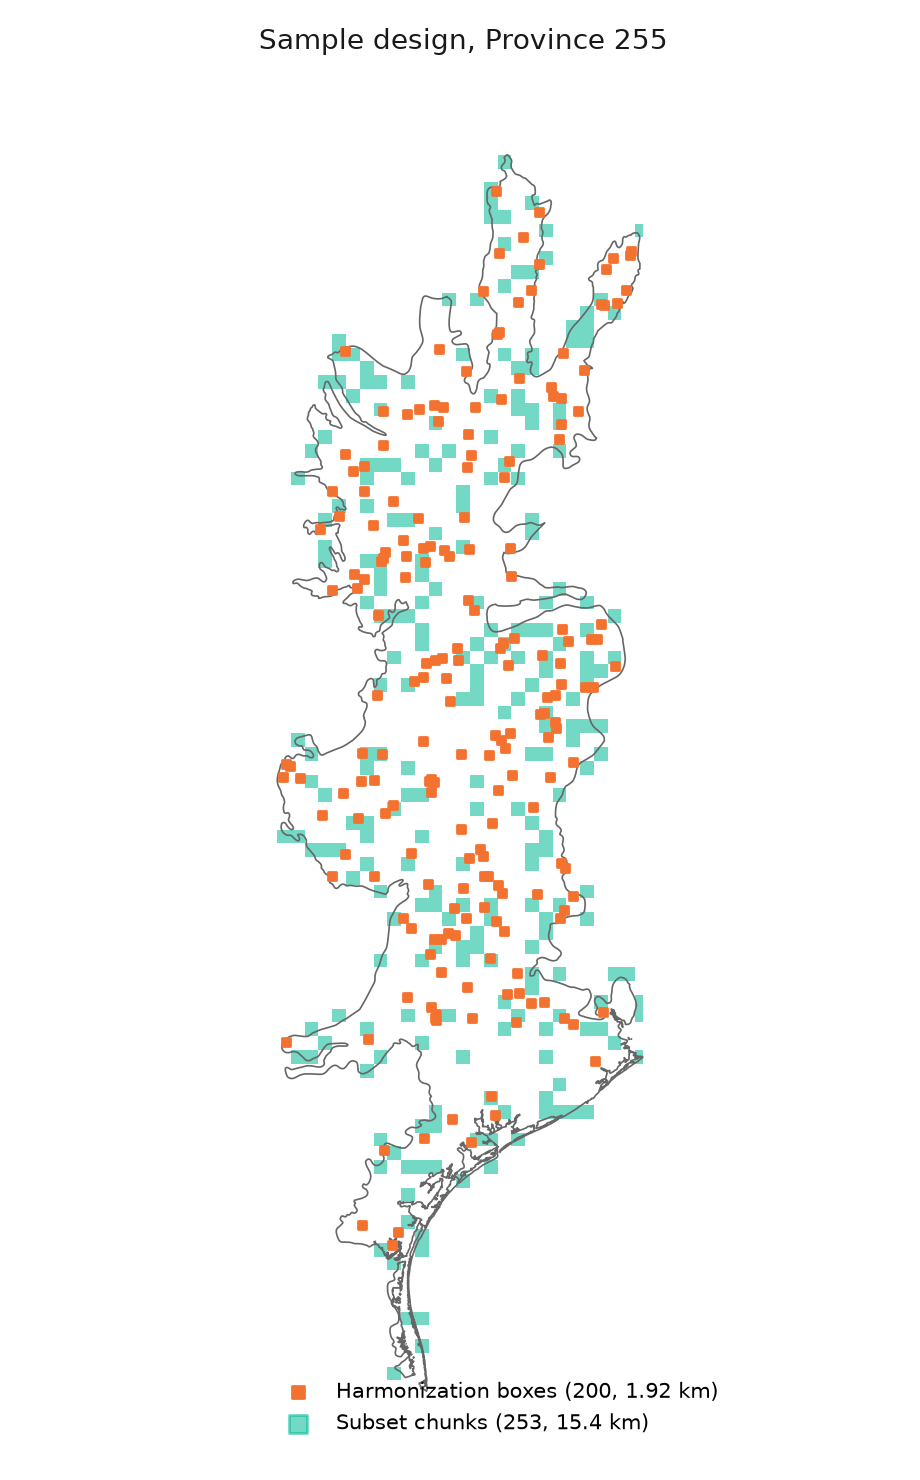 Sample design, Province 255
Harmonization boxes (200, 1.92 km)
Subset chunks (253, 15.4 km)